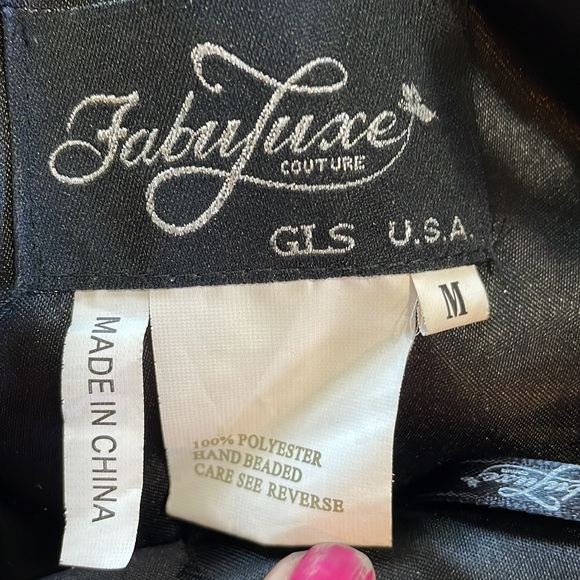 Fabuluxe
COUTURE
GLS U.S.A.
M
MADE IN CHINA
100% POLYESTER
HAND BEADED
CARE SEE REVERSE